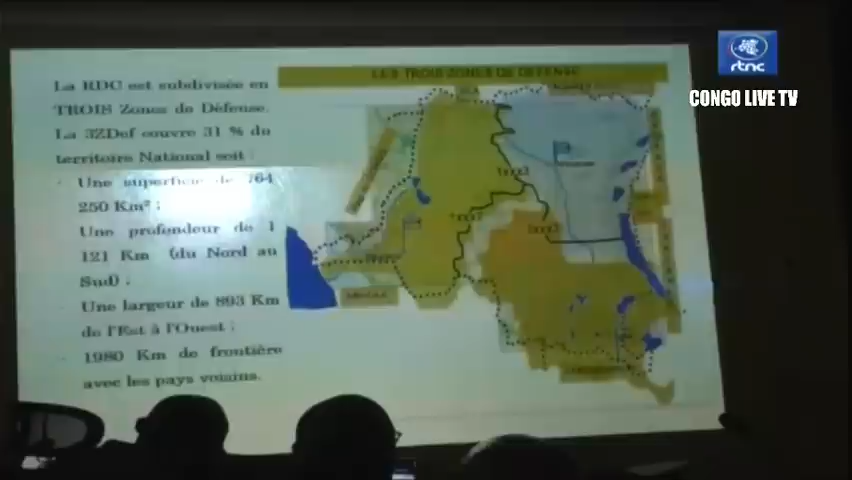 rtnc
CONGO LIVE TV
LES TROIS ZONES DE DEFENSE
La RDC est subdivisée en
TROIS Zones de Défense.
La 3ZDef couvre 31 % du
territoire National soit :
Une superficie de 764
250 Km² ;
Une profondeur de 1
121 Km (du Nord au
Sud) ;
Une largeur de 893 Km
de l'Est à l'Ouest ;
1980 Km de frontière
avec les pays voisins.